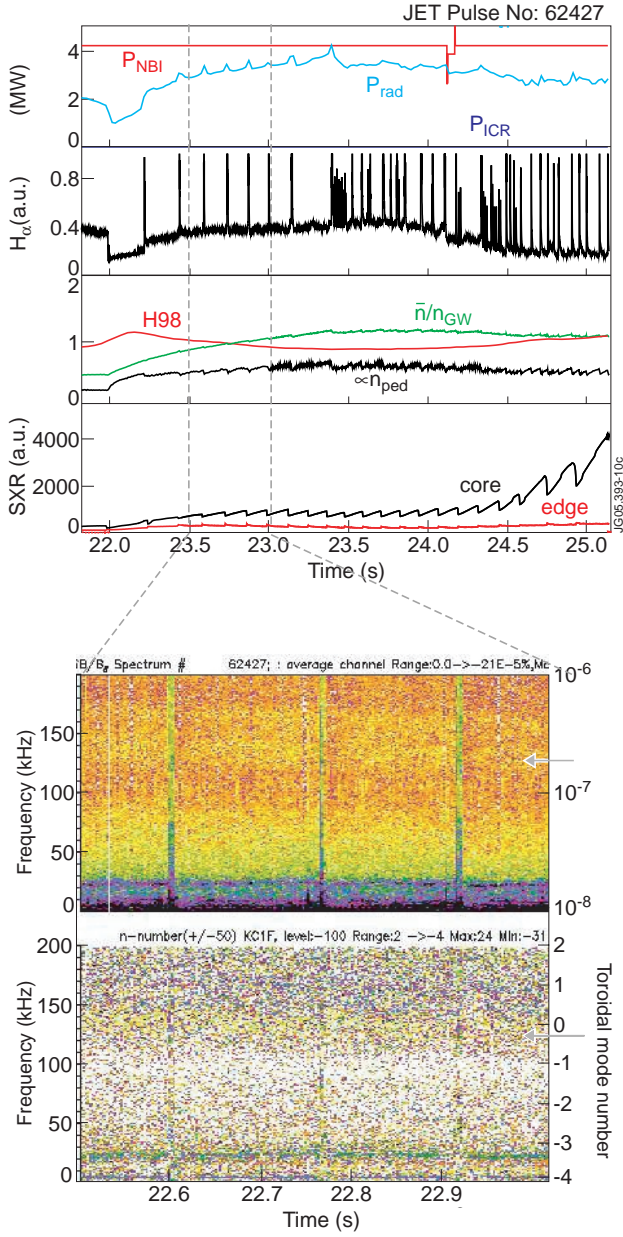 JET Pulse No: 62427
4
2
0
(MW)
P_NBI
P_rad
P_ICR
0.8
0.4
0
Hα(a.u.)
2
1
0
H98
n̄/n_GW
∝n_ped
4000
2000
0
SXR (a.u.)
core
edge
JG05.393-10c
22.0 23.5 23.0 23.5 24.0 24.5 25.0
Time (s)
Spectrum # 62427; : average channel Range:0.0->-21E-5%,
150
100
50
0
Frequency (kHz)
10-6
10-7
10-8
n-number(+/-50) KC1F, level:-100 Range:2 ->-4 Max:24 MIn:-31
200
150
100
50
0
Frequency (kHz)
2
1
0
-1
-2
-3
-4
Toroidal mode number
22.6 22.7 22.8 22.9
Time (s)